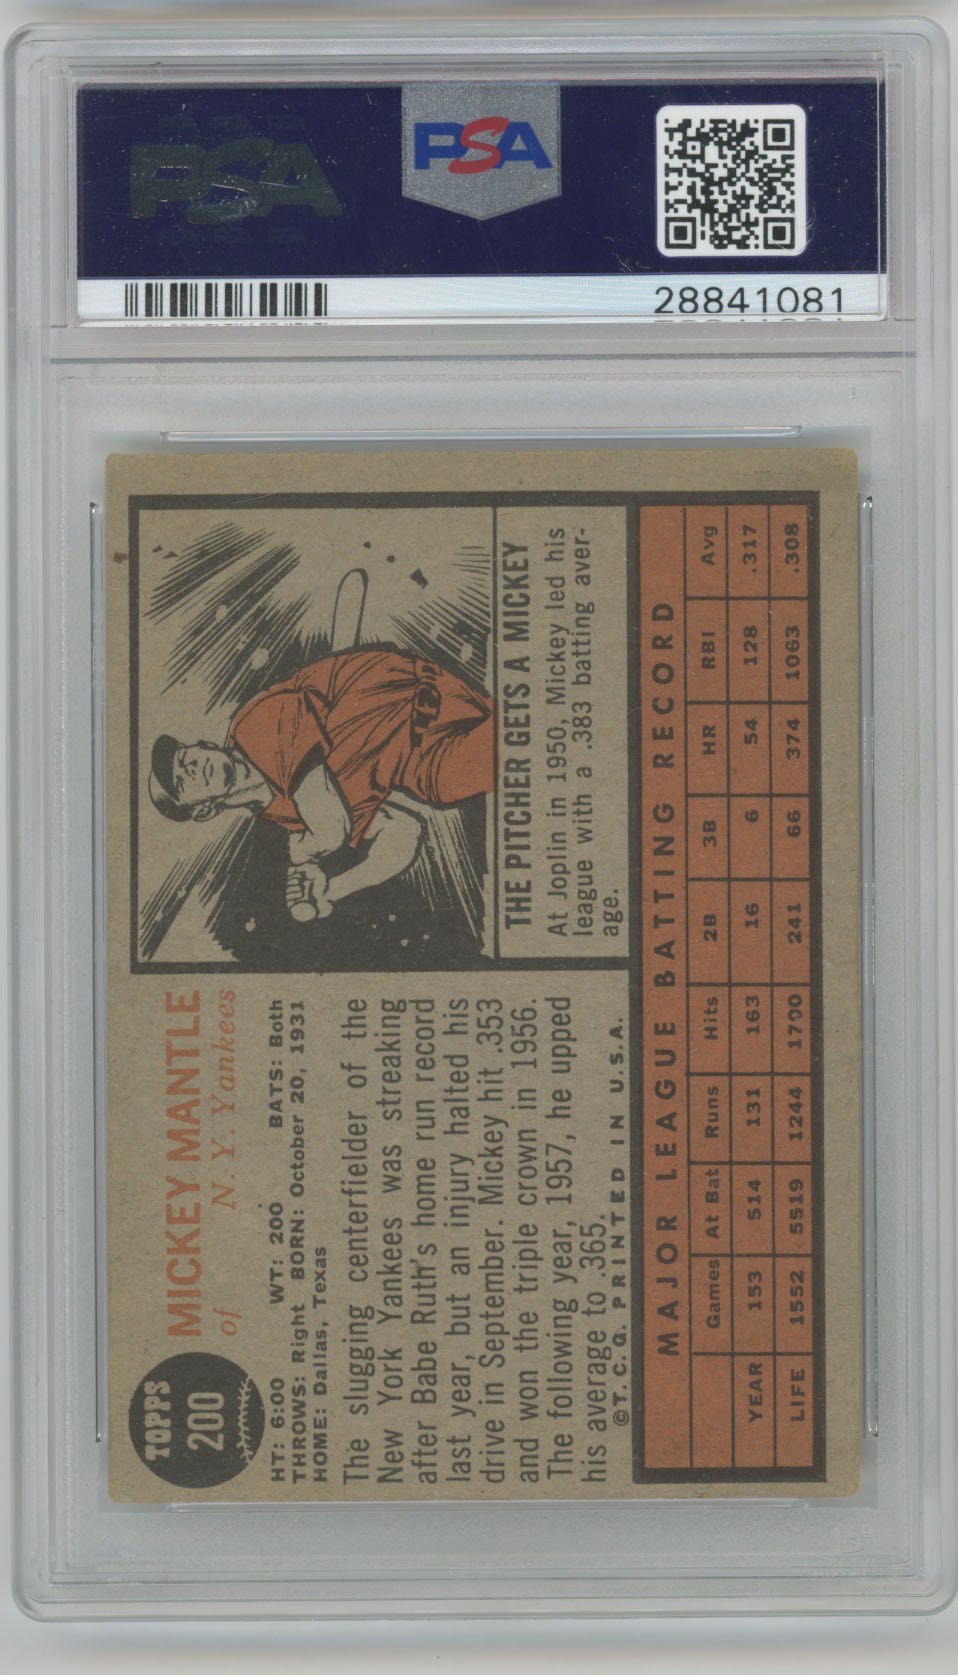 PSA
PSA
28841081
TOPPS
200
MICKEY MANTLE
of N. Y. Yankees
HT: 6:00 WT: 200 BATS: Both
THROWS: Right BORN: October 20, 1931
HOME: Dallas, Texas
The slugging centerfielder of the
New York Yankees was streaking
after Babe Ruth's home run record
last year, but an injury halted his
drive in September. Mickey hit .353
and won the triple crown in 1956.
The following year, 1957, he upped
his average to .365.
©T. C. G. PRINTED IN U.S.A.
THE PITCHER GETS A MICKEY
At Joplin in 1950, Mickey led his
league with a .383 batting aver-
age.
MAJOR LEAGUE BATTING RECORD
Games At Bat Runs Hits 2B 3B HR RBI Avg
YEAR 153 514 131 163 16 6 54 128 .317
LIFE 1552 5519 1244 1700 241 66 374 1063 .308